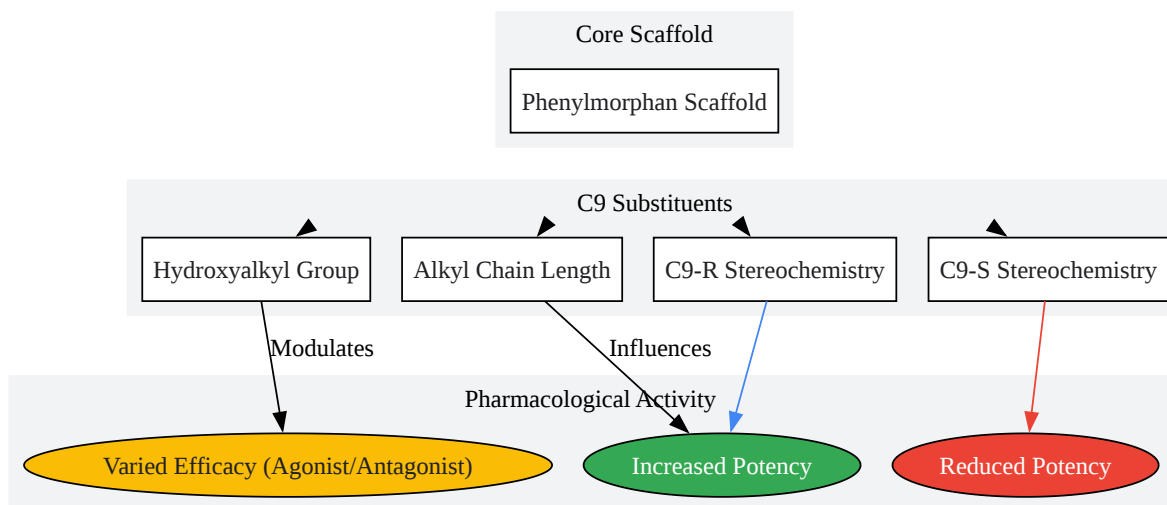 Core Scaffold
Phenylmorphan Scaffold
C9 Substituents
Hydroxyalkyl Group
Alkyl Chain Length
C9-R Stereochemistry
C9-S Stereochemistry
Modulates
Influences
Pharmacological Activity
Varied Efficacy (Agonist/Antagonist)
Increased Potency
Reduced Potency